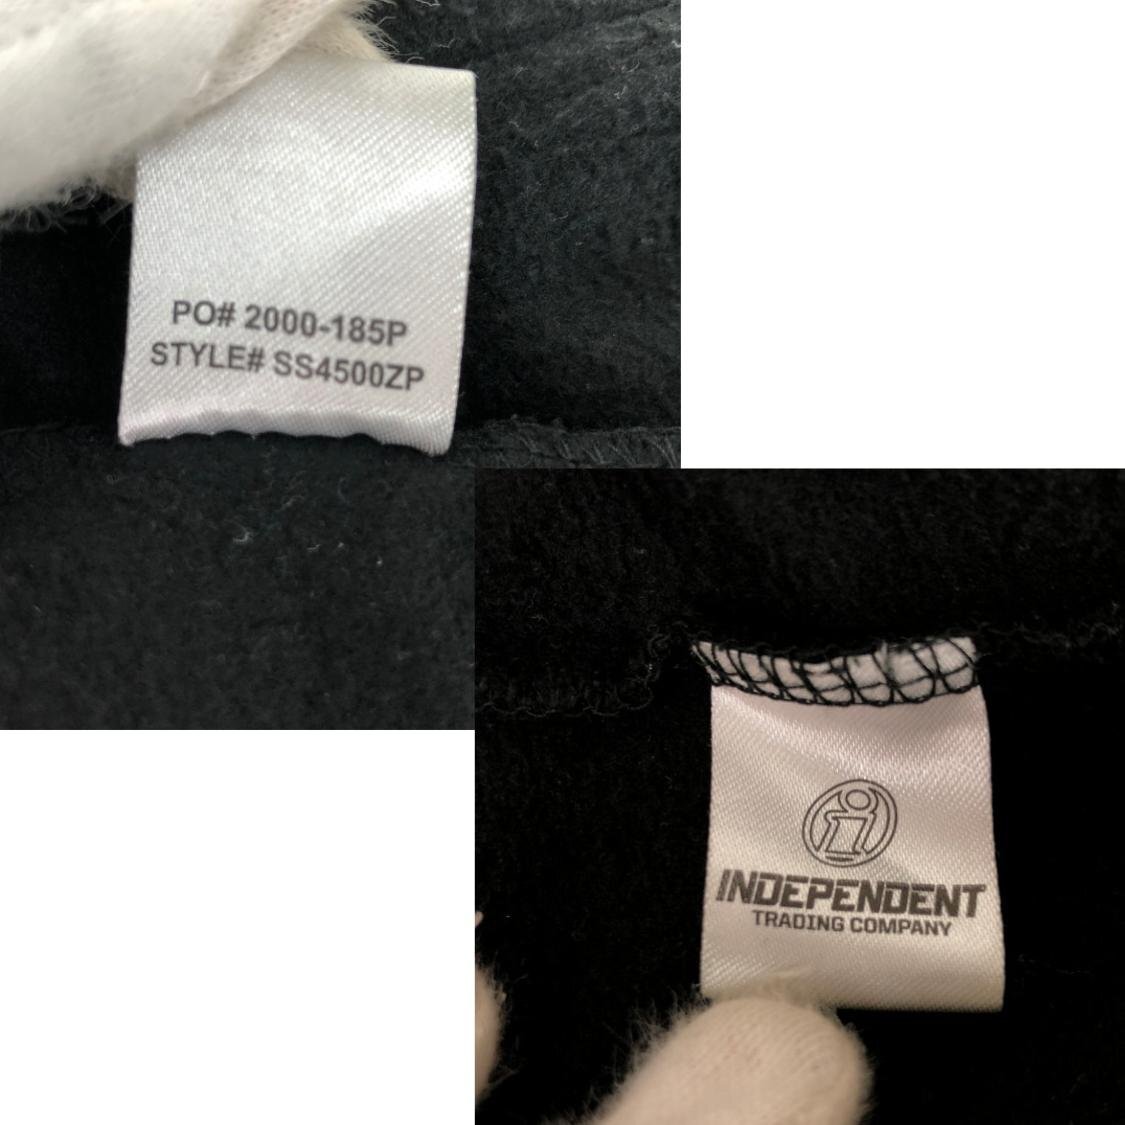 PO# 2000-185P
STYLE# SS4500ZP
INDEPENDENT
TRADING COMPANY